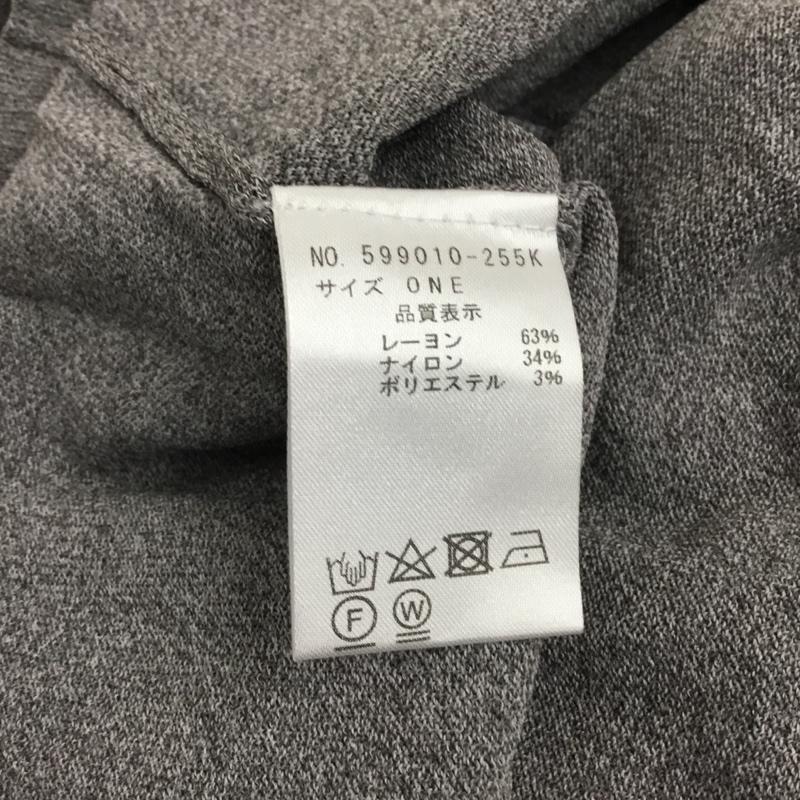 NO. 599010-255K
サイズ ONE
品質表示
レーヨン 63%
ナイロン 34%
ポリエステル 3%
F W